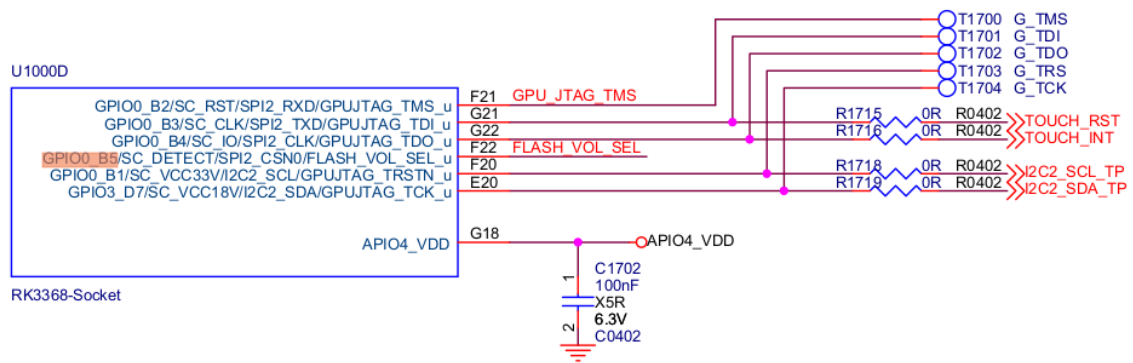 T1700 G_TMS
T1701 G_TDI
T1702 G_TDO
T1703 G_TRS
T1704 G_TCK
U1000D
GPIO0_B2/SC_RST/SPI2_RXD/GPUJTAG_TMS_u F21 GPU_JTAG_TMS
GPIO0_B3/SC_CLK/SPI2_TXD/GPUJTAG_TDI_u G21 R1715 0R R0402 TOUCH_RST
GPIO0_B4/SC_IO/SPI2_CLK/GPUJTAG_TDO_u G22 R1716 0R R0402 TOUCH_INT
GPIO0_B5/SC_DETECT/SPI2_CSN0/FLASH_VOL_SEL_u F22 FLASH_VOL_SEL
GPIO0_B1/SC_VCC33V/I2C2_SCL/GPUJTAG_TRSTN_u F20 R1718 0R R0402 I2C2_SCL_TP
GPIO3_D7/SC_VCC18V/I2C2_SDA/GPUJTAG_TCK_u E20 R1719 0R R0402 I2C2_SDA_TP
APIO4_VDD G18 APIO4_VDD
RK3368-Socket
1 C1702
100nF
X5R
2 6.3V
C0402